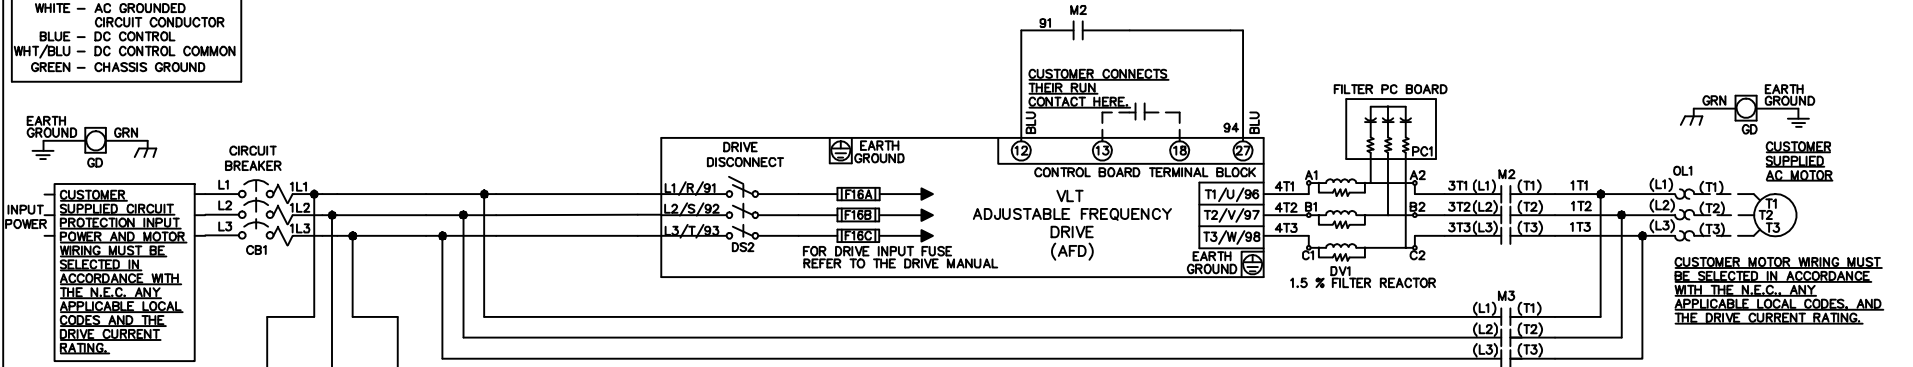 WHITE – AC GROUNDED
CIRCUIT CONDUCTOR
BLUE – DC CONTROL
WHT/BLU – DC CONTROL COMMON
GREEN – CHASSIS GROUND
EARTH
GROUND
GRN
GD
INPUT
POWER
CUSTOMER
SUPPLIED CIRCUIT
PROTECTION INPUT
POWER AND MOTOR
WIRING MUST BE
SELECTED IN
ACCORDANCE WITH
THE N.E.C. ANY
APPLICABLE LOCAL
CODES AND THE
DRIVE CURRENT
RATING.
CIRCUIT
BREAKER
L1
1L1
L2
1L2
L3
1L3
CB1
DRIVE
DISCONNECT
EARTH
GROUND
L1/R/91
L2/S/92
L3/T/93
DS2
F16A
F16B
F16C
FOR DRIVE INPUT FUSE
REFER TO THE DRIVE MANUAL
M2
91
CUSTOMER CONNECTS
THEIR RUN
CONTACT HERE.
BLU
94
BLU
12
13
18
27
CONTROL BOARD TERMINAL BLOCK
VLT
ADJUSTABLE FREQUENCY
DRIVE
(AFD)
T1/U/96
T2/V/97
T3/W/98
EARTH
GROUND
4T1
4T2
4T3
FILTER PC BOARD
PC1
A1
A2
B1
B2
C1
C2
DV1
1.5 % FILTER REACTOR
M2
3T1 (L1) (T1) 1T1
3T2(L2) (T2) 1T2
3T3(L3) (T3) 1T3
M3
(L1) (T1)
(L2) (T2)
(L3) (T3)
OL1
(L1) (T1)
(L2) (T2)
(L3) (T3)
T1
T2
T3
GRN
EARTH
GROUND
GD
CUSTOMER
SUPPLIED
AC MOTOR
CUSTOMER MOTOR WIRING MUST
BE SELECTED IN ACCORDANCE
WITH THE N.E.C., ANY
APPLICABLE LOCAL CODES, AND
THE DRIVE CURRENT RATING.